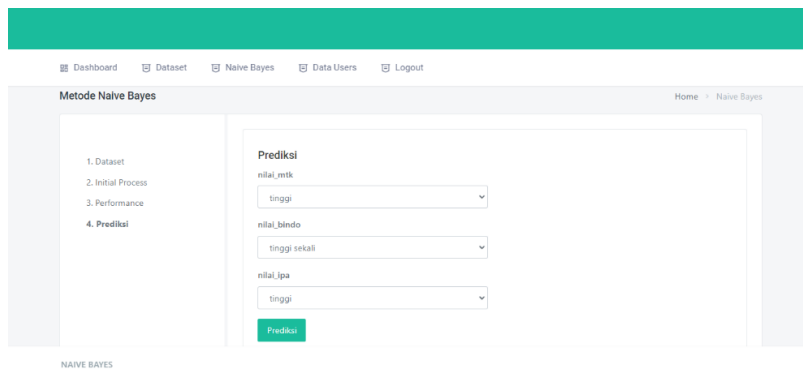 Dashboard Dataset Naive Bayes Data Users Logout
Metode Naive Bayes Home > Naive Bayes
1. Dataset
2. Initial Process
3. Performance
4. Prediksi
Prediksi
nilai_mtk
tinggi
nilai_bindo
tinggi sekali
nilai_ipa
tinggi
Prediksi
NAIVE BAYES